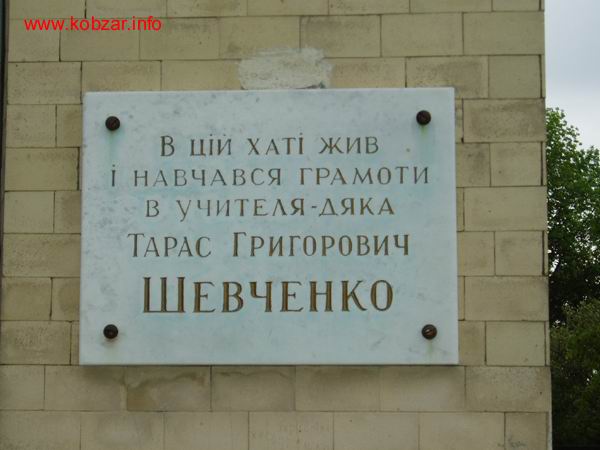 www.kobzar.info
В ЦІЙ ХАТІ ЖИВ
І НАВЧАВСЯ ГРАМОТИ
В УЧИТЕЛЯ-ДЯКА
ТАРАС ГРИГОРОВИЧ
ШЕВЧЕНКО